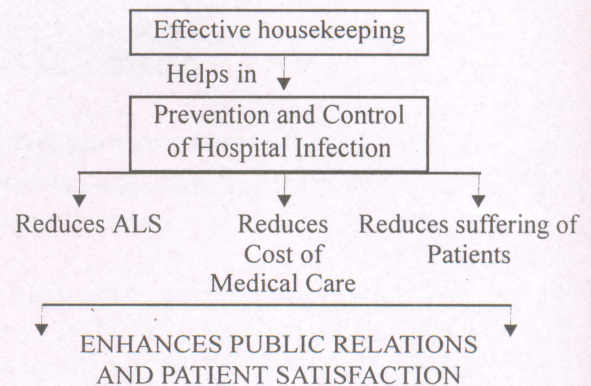 Effective housekeeping
Helps in
Prevention and Control
of Hospital Infection
Reduces ALS
Reduces
Cost of
Medical Care
Reduces suffering of
Patients
ENHANCES PUBLIC RELATIONS
AND PATIENT SATISFACTION